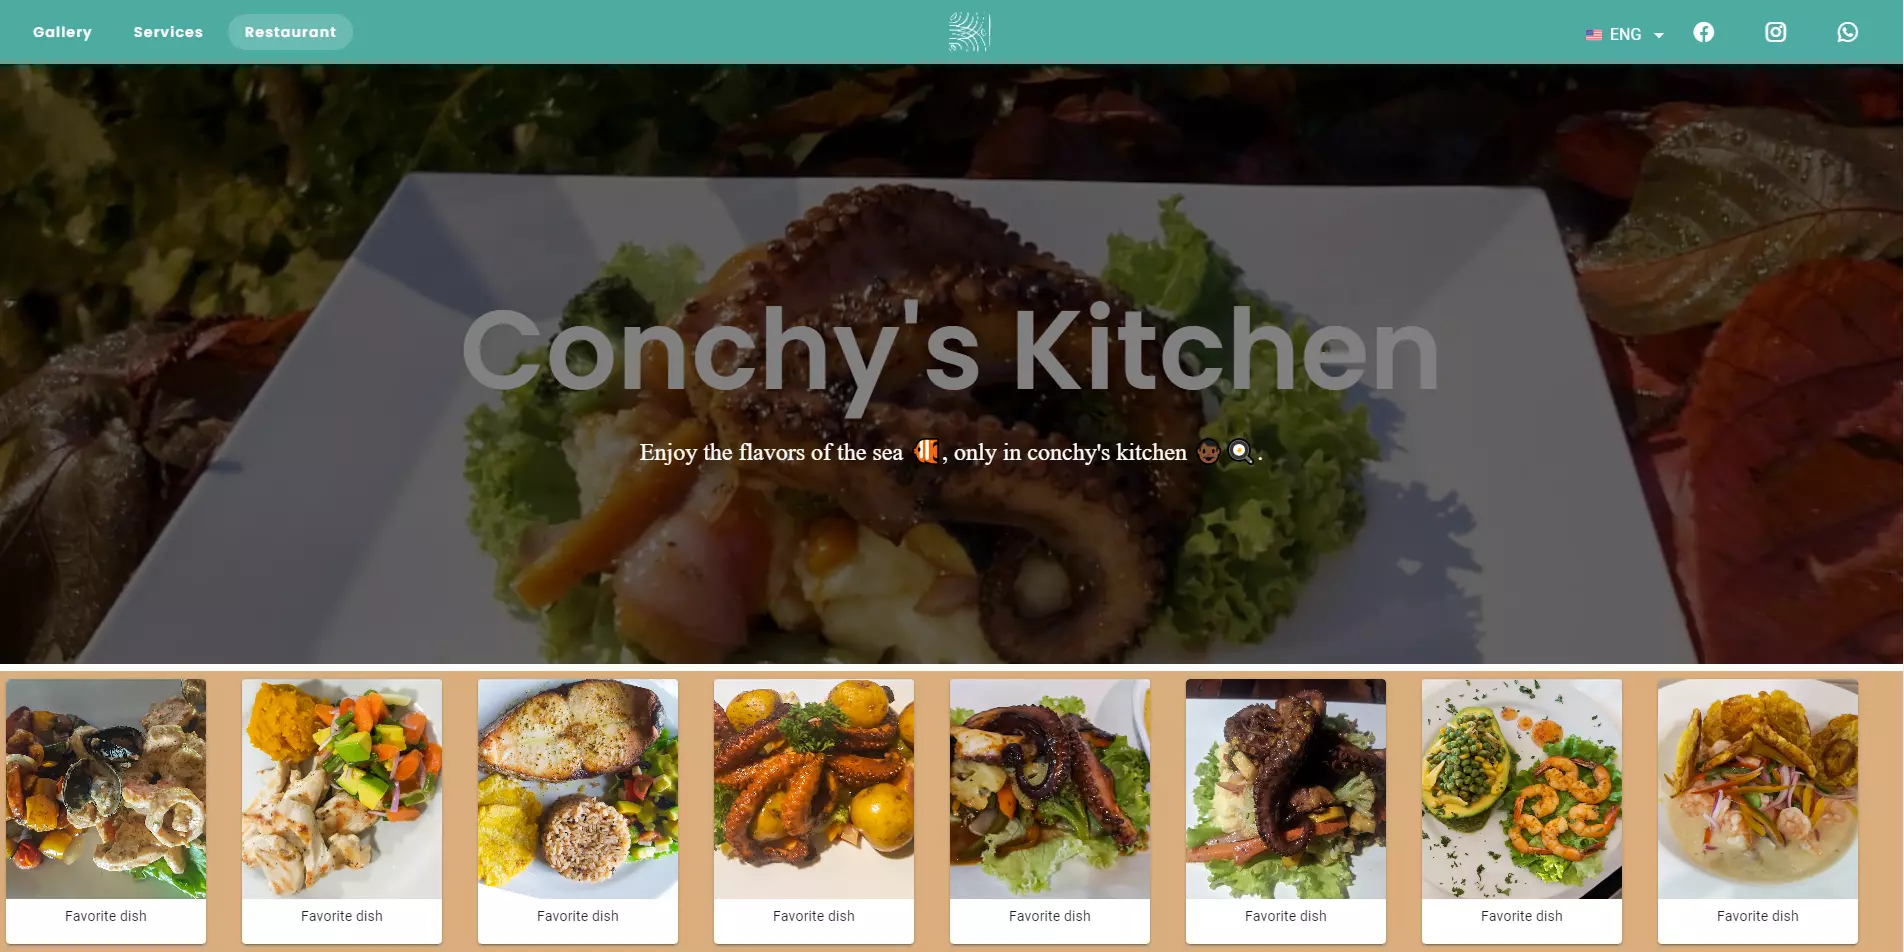 Gallery
Services
Restaurant
ENG
Conchy's Kitchen
Enjoy the flavors of the sea 🐠, only in conchy's kitchen 🧔🏾🍳.
Favorite dish
Favorite dish
Favorite dish
Favorite dish
Favorite dish
Favorite dish
Favorite dish
Favorite dish